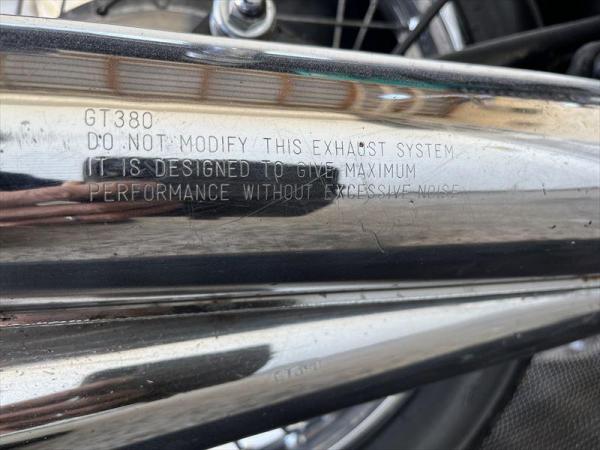 GT380
DO NOT MODIFY THIS EXHAUST SYSTEM
IT IS DESIGNED TO GIVE MAXIMUM
PERFORMANCE WITHOUT EXCESSIVE NOISE